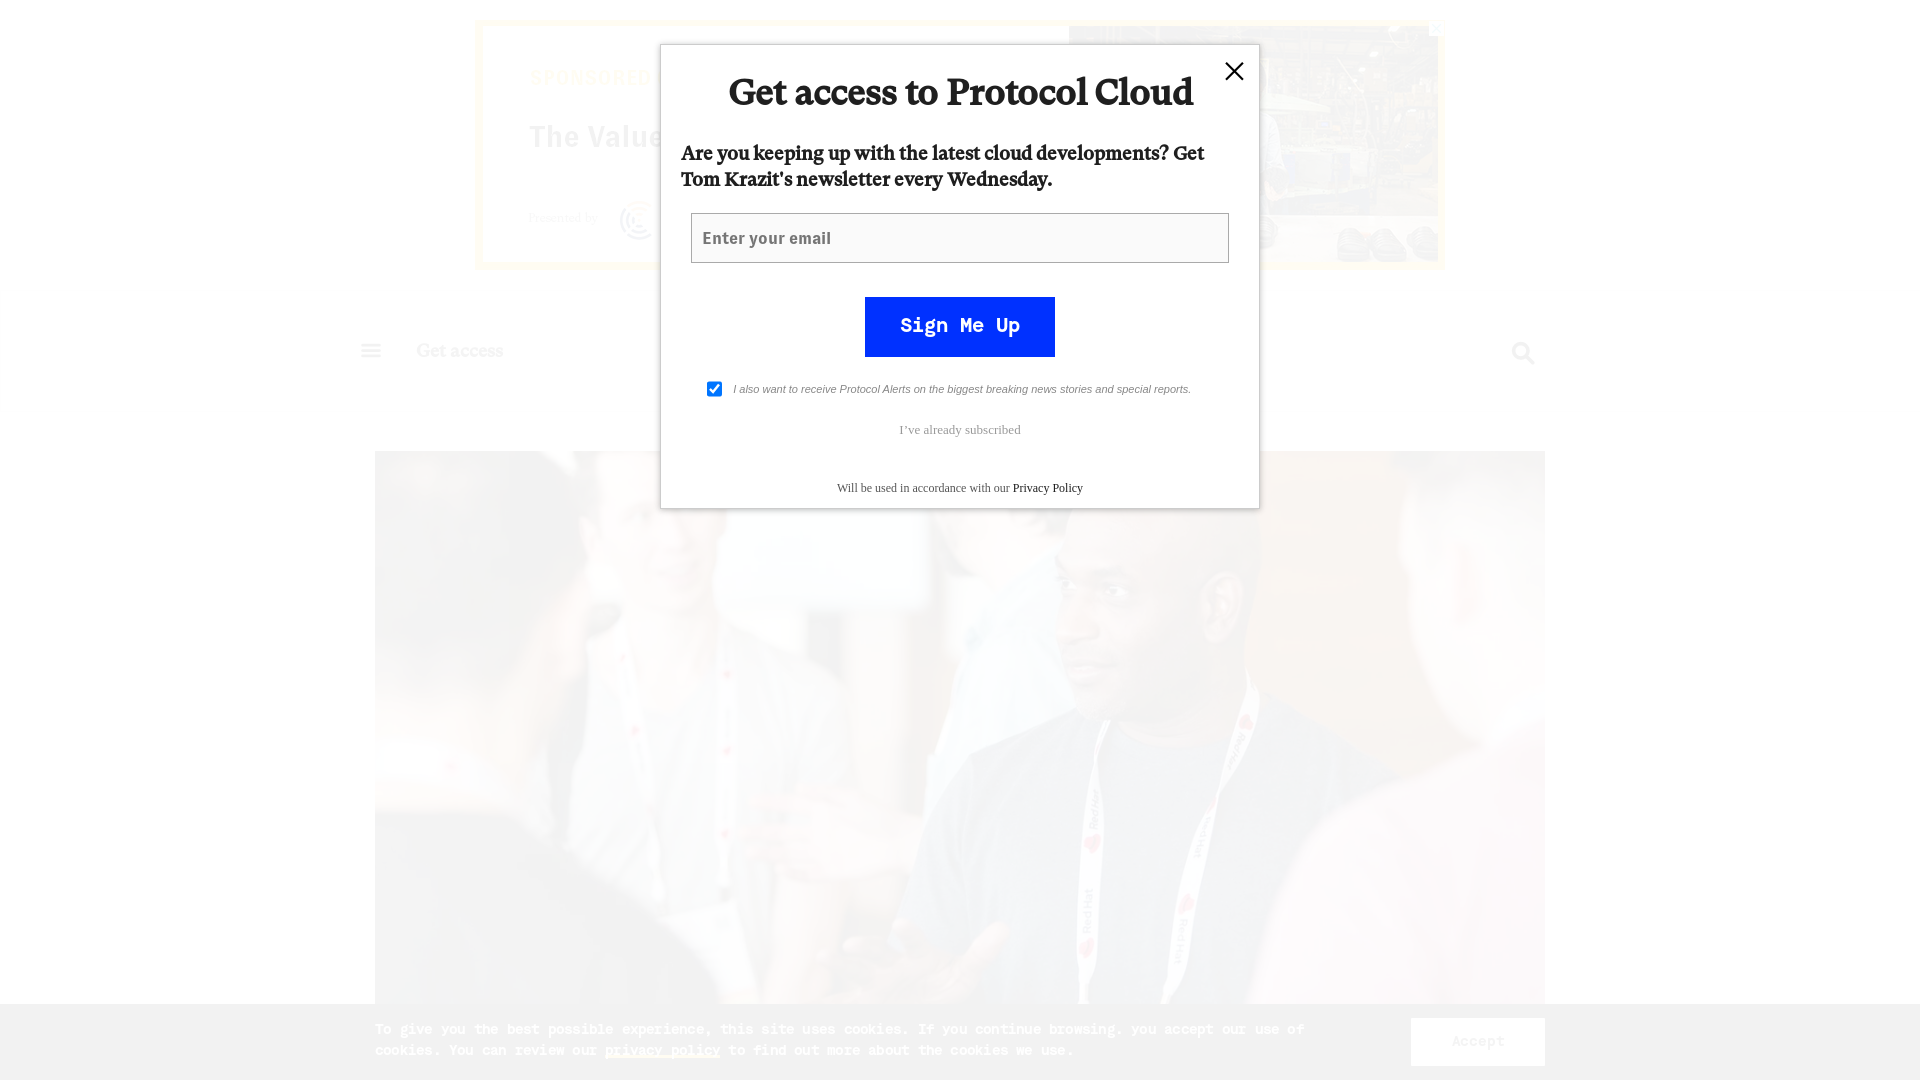 SPONSORED
The Value
Presented by
Get access to Protocol Cloud
Are you keeping up with the latest cloud developments? Get
Tom Krazit's newsletter every Wednesday.
Enter your email
Sign Me Up
I also want to receive Protocol Alerts on the biggest breaking news stories and special reports.
I've already subscribed
Will be used in accordance with our Privacy Policy
Get access
Red Hat
Red Hat
To give you the best possible experience, this site uses cookies. If you continue browsing, you accept our use of
cookies. You can review our privacy policy to find out more about the cookies we use.
Accept